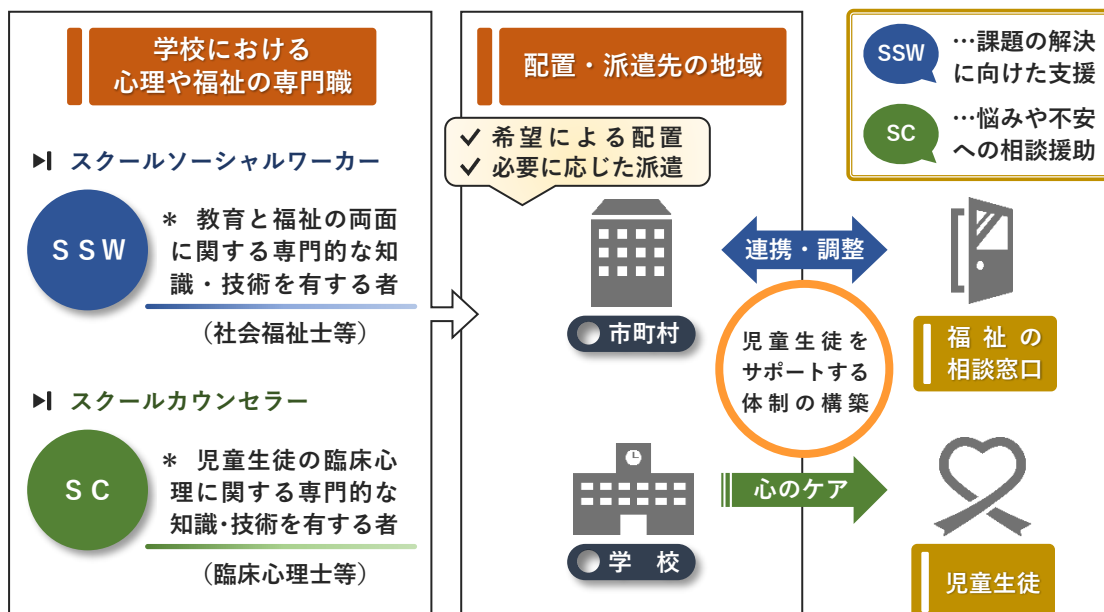 学校における
心理や福祉の専門職
スクールソーシャルワーカー
SSW
＊ 教育と福祉の両面
に関する専門的な知
識・技術を有する者
（社会福祉士等）
スクールカウンセラー
SC
＊ 児童生徒の臨床心
理に関する専門的な
知識･技術を有する者
（臨床心理士等）
配置・派遣先の地域
✓ 希望による配置
✓ 必要に応じた派遣
市町村
学　校
連携・調整
児童生徒を
サポートする
体制の構築
心のケア
SSW
…課題の解決
に向けた支援
SC
…悩みや不安
への相談援助
福祉の
相談窓口
児童生徒